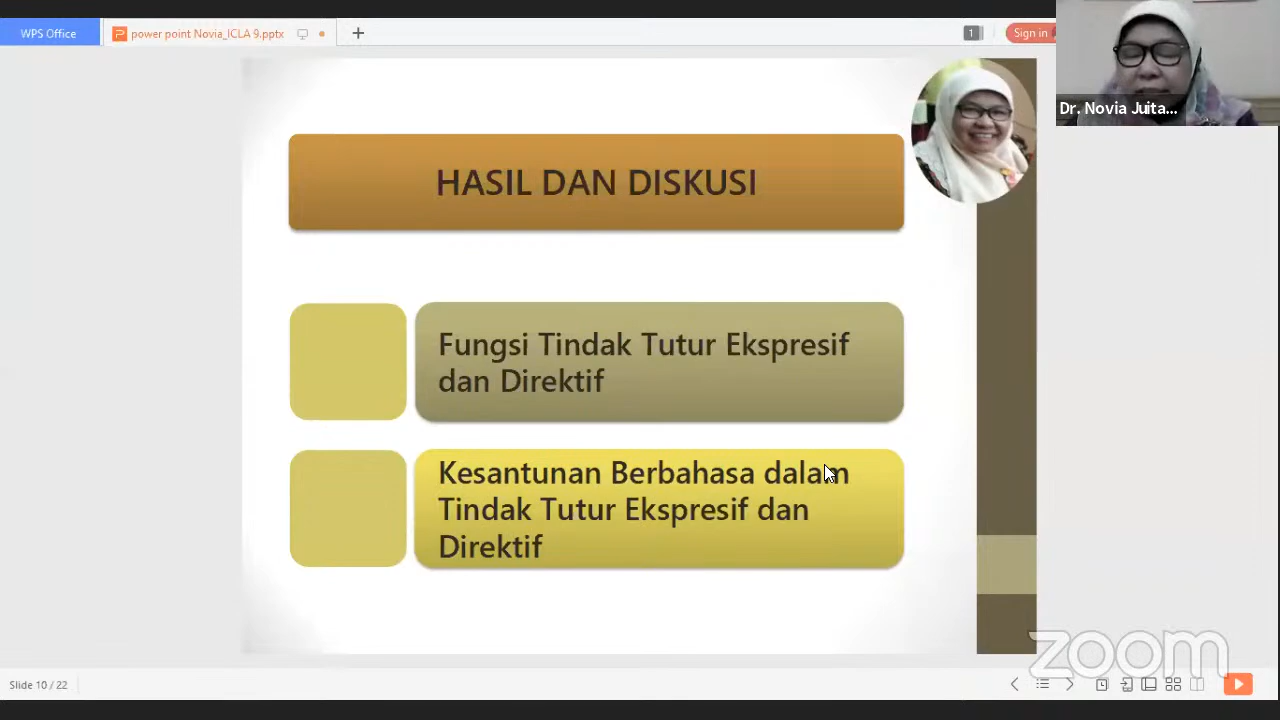 WPS Office
power point Novia_ICLA 9.pptx
1
Sign in
Dr. Novia Juita...
HASIL DAN DISKUSI
Fungsi Tindak Tutur Ekspresif
dan Direktif
Kesantunan Berbahasa dalam
Tindak Tutur Ekspresif dan
Direktif
zoom
Slide 10 / 22